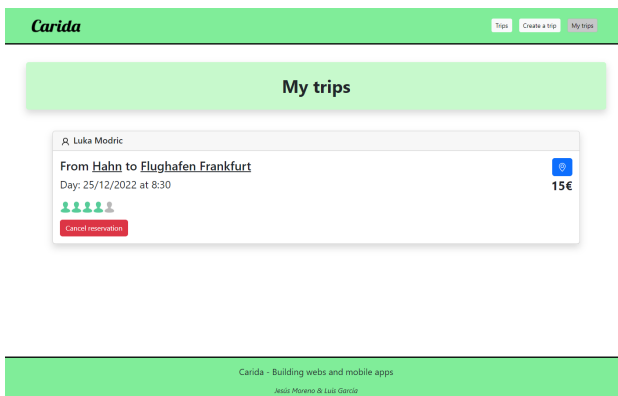 Carida
Trips Create a trip My trips
My trips
Luka Modric
From Hahn to Flughafen Frankfurt
Day: 25/12/2022 at 8:30
15€
Cancel reservation
Carida - Building webs and mobile apps
Jesús Moreno & Luis García